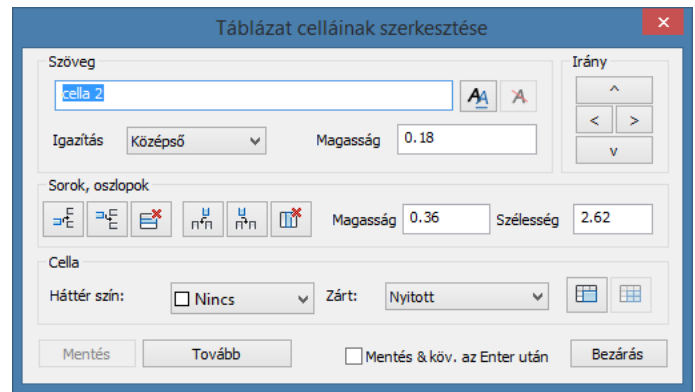 Táblázat celláinak szerkesztése
Szöveg
Irány
cella 2
Igazítás Középső Magasság 0.18
Sorok, oszlopok
Magasság 0.36 Szélesség 2.62
Cella
Háttér szín: Nincs Zárt: Nyitott
Mentés Tovább Mentés & köv. az Enter után Bezárás